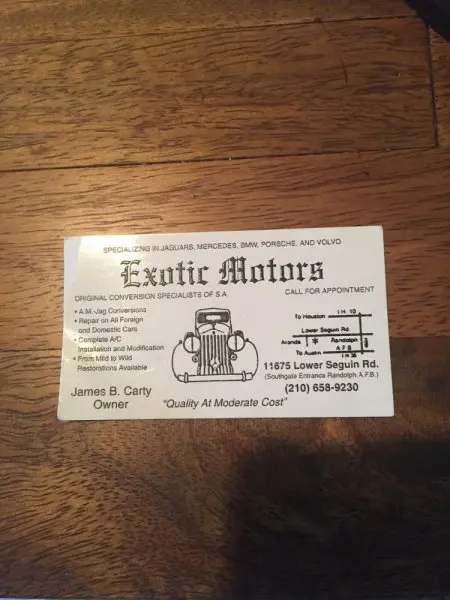 SPECIALIZING IN JAGUARS, MERCEDES, BMW, PORSCHE, AND VOLVO
Exotic Motors
ORIGINAL CONVERSION SPECIALISTS OF S.A.
CALL FOR APPOINTMENT
• A.M.-Jag Conversions
• Repair on All Foreign
and Domestic Cars
• Complete A/C
Installation and Modification
• From Mild to Wild
Restorations Available
James B. Carty
Owner
"Quality At Moderate Cost"
To Houston I H 10
Lower Seguin Rd
Randolph
A F B
To Austin I H 35
11675 Lower Seguin Rd.
(Southgate Entrance Randolph A.F.B.)
(210) 658-9230